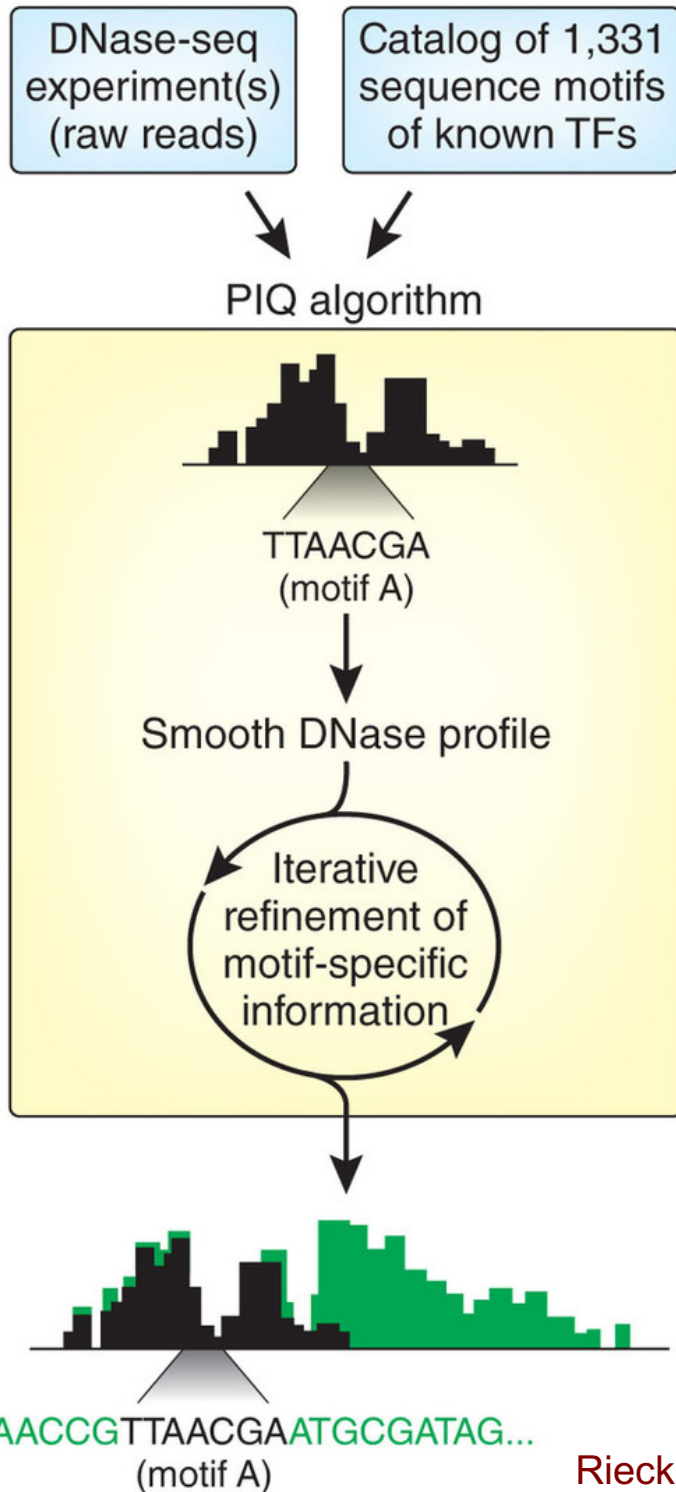 DNase-seq
experiment(s)
(raw reads)
Catalog of 1,331
sequence motifs
of known TFs
PIQ algorithm
TTAACGA
(motif A)
Smooth DNase profile
Iterative
refinement of
motif-specific
information
AACCGTTAACGAATGCGATAG...
(motif A)
Rieck